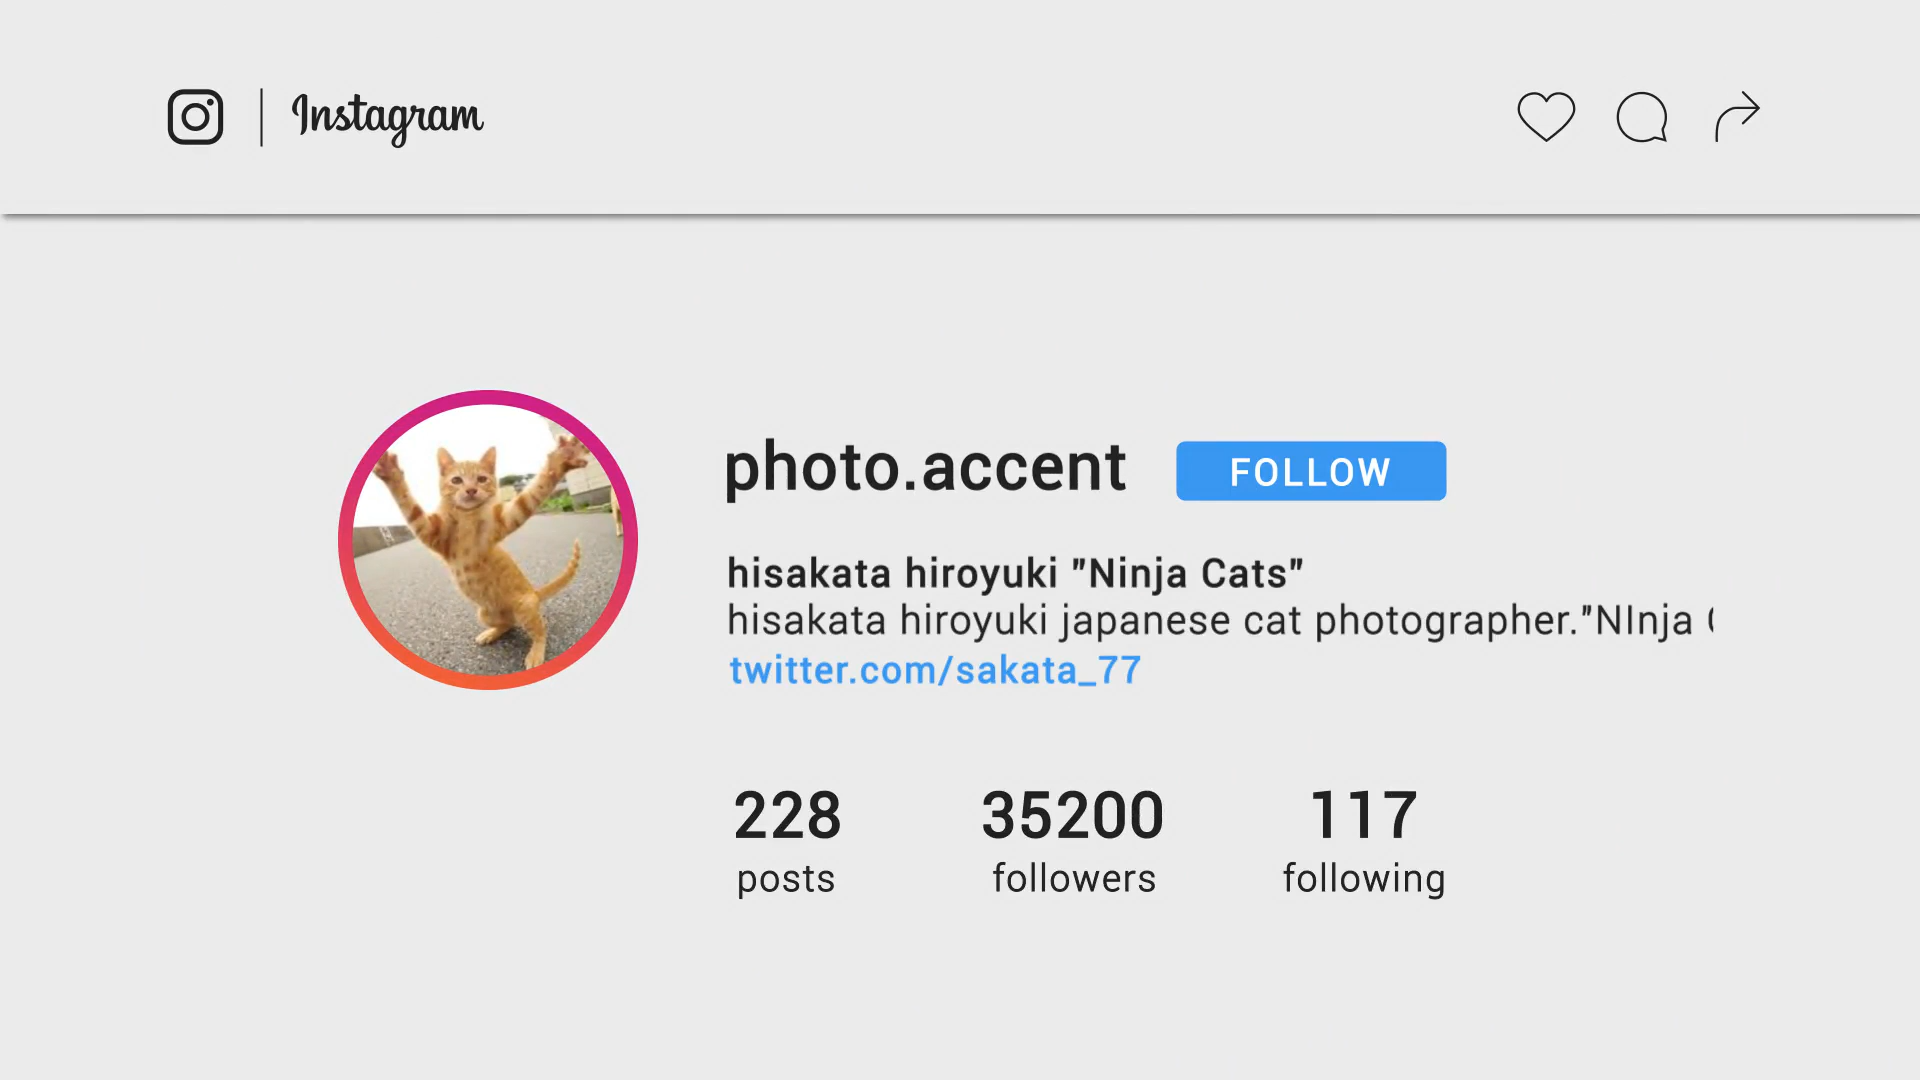 Instagram
photo.accent
FOLLOW
hisakata hiroyuki "Ninja Cats"
hisakata hiroyuki japanese cat photographer."NInja
twitter.com/sakata_77
228 35200 117
posts followers following